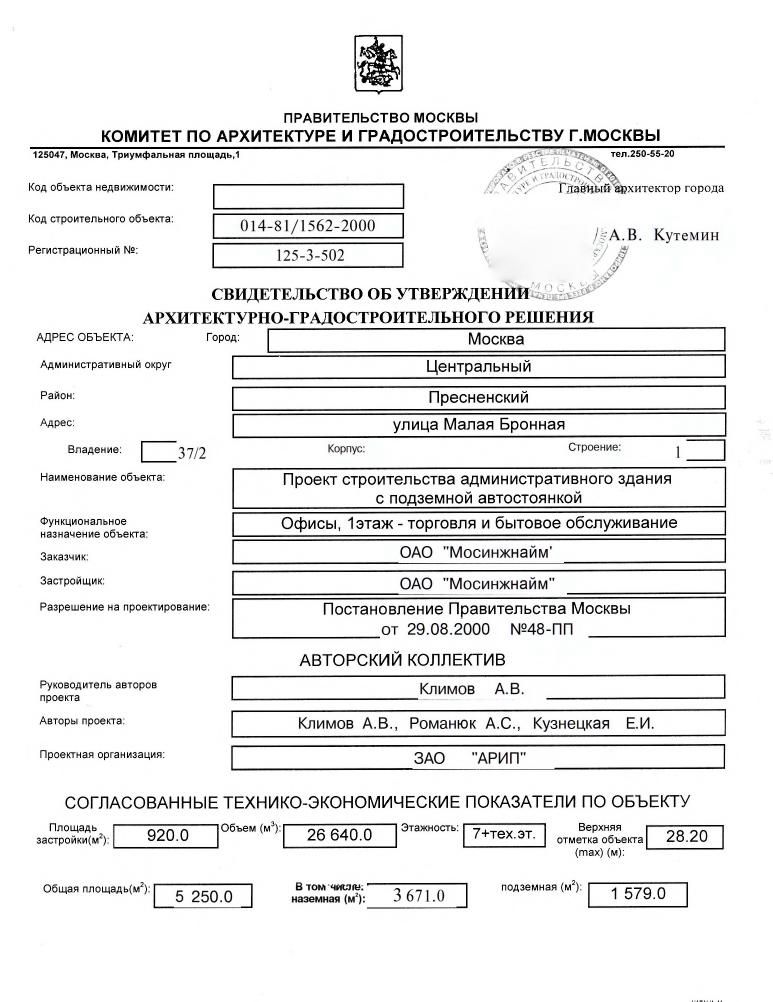 ПРАВИТЕЛЬСТВО МОСКВЫ
КОМИТЕТ ПО АРХИТЕКТУРЕ И ГРАДОСТРОИТЕЛЬСТВУ Г.МОСКВЫ
125047, Москва, Триумфальная площадь,1 тел.250-55-20
Код объекта недвижимости:
Главный архитектор города
Код строительного объекта: 014-81/1562-2000
А.В. Кутемин
Регистрационный №: 125-3-502
МОСКВЫ
СВИДЕТЕЛЬСТВО ОБ УТВЕРЖДЕНИИ
АРХИТЕКТУРНО-ГРАДОСТРОИТЕЛЬНОГО РЕШЕНИЯ
АДРЕС ОБЪЕКТА: Город: Москва
Административный округ Центральный
Район: Пресненский
Адрес: улица Малая Бронная
Владение: 37/2 Корпус: Строение: 1
Наименование объекта: Проект строительства административного здания
с подземной автостоянкой
Функциональное
назначение объекта: Офисы, 1этаж - торговля и бытовое обслуживание
Заказчик: ОАО "Мосинжнайм'
Застройщик: ОАО "Мосинжнайм"
Разрешение на проектирование: Постановление Правительства Москвы
от 29.08.2000 №48-ПП
АВТОРСКИЙ КОЛЛЕКТИВ
Руководитель авторов
проекта Климов А.В.
Авторы проекта: Климов А.В., Романюк А.С., Кузнецкая Е.И.
Проектная организация: ЗАО "АРИП"
СОГЛАСОВАННЫЕ ТЕХНИКО-ЭКОНОМИЧЕСКИЕ ПОКАЗАТЕЛИ ПО ОБЪЕКТУ
Площадь
застройки(м²): 920.0 Объем (м³): 26 640.0 Этажность: 7+тех.эт. Верхняя
отметка объекта 28.20
(max) (м):
Общая площадь(м²): 5 250.0 В том числе:
наземная (м²): 3 671.0 подземная (м²): 1 579.0